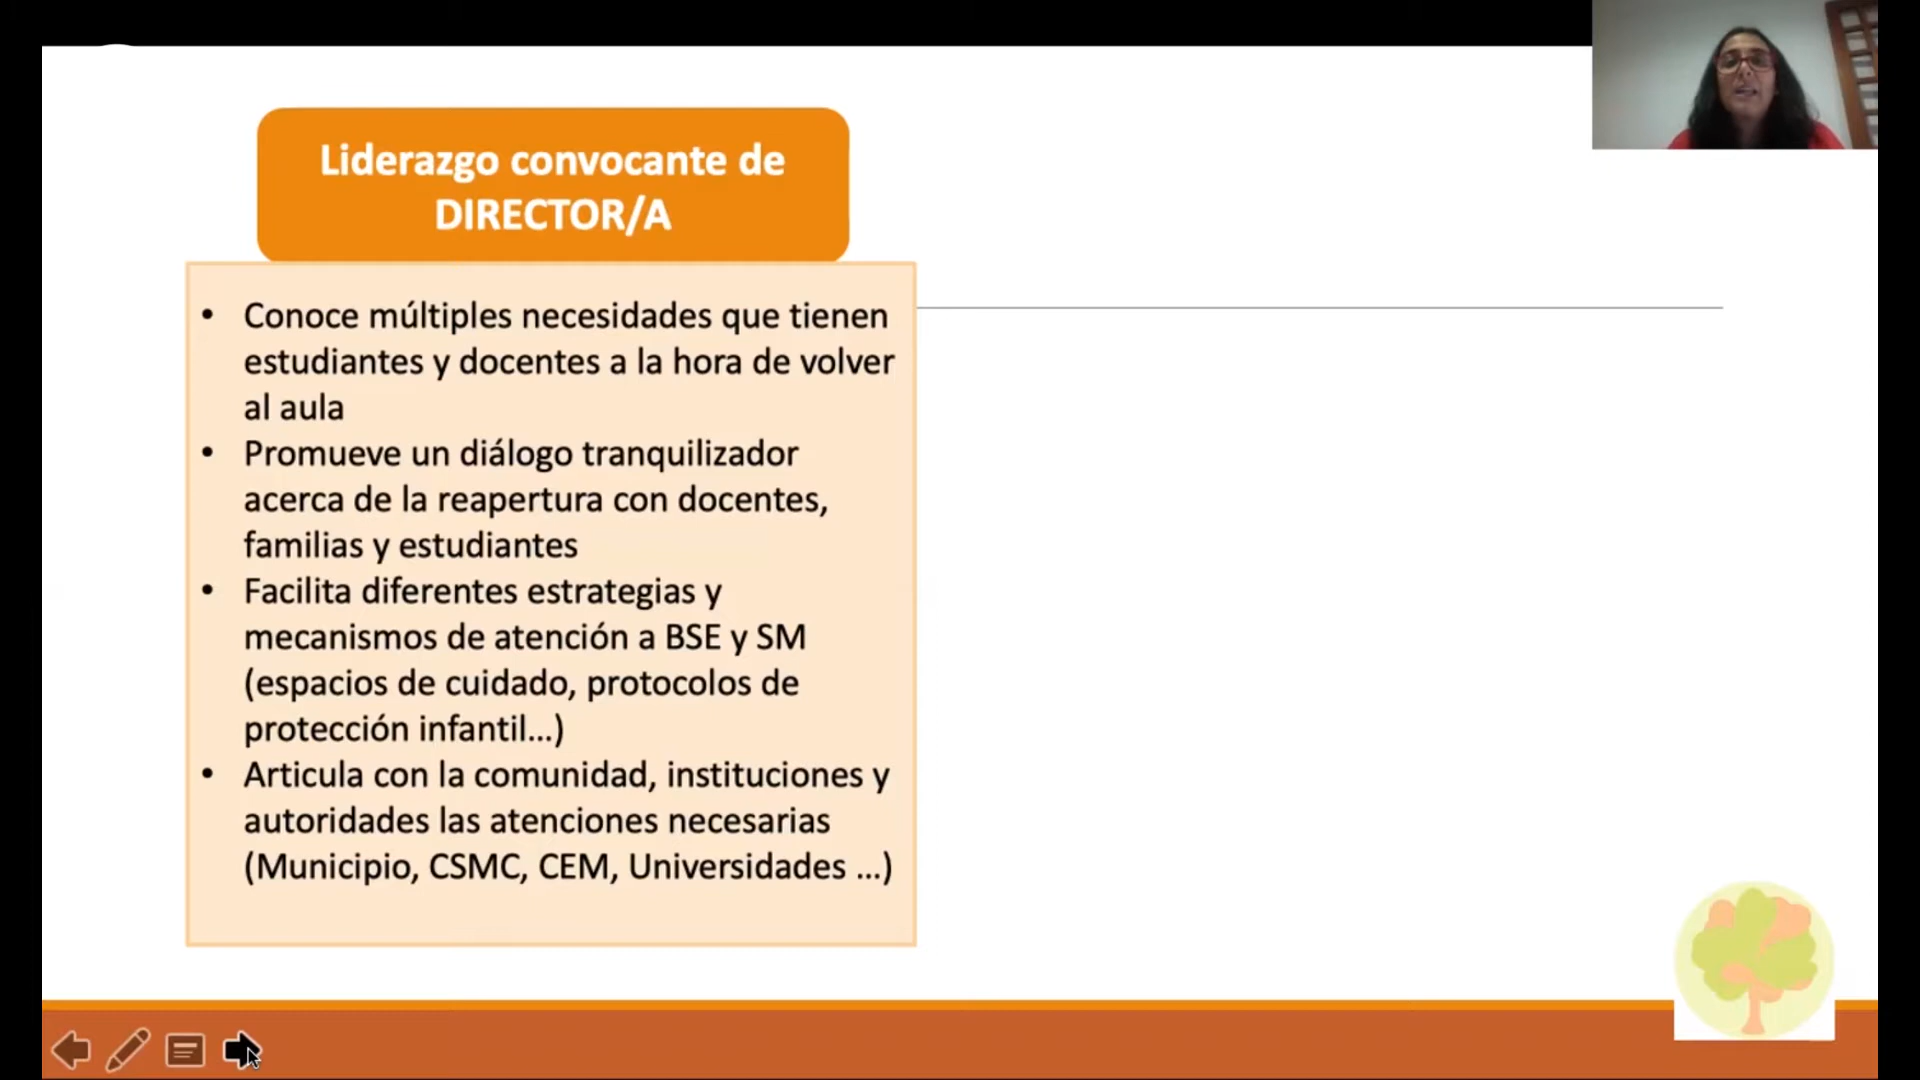 Liderazgo convocante de
DIRECTOR/A
• Conoce múltiples necesidades que tienen
estudiantes y docentes a la hora de volver
al aula
• Promueve un diálogo tranquilizador
acerca de la reapertura con docentes,
familias y estudiantes
• Facilita diferentes estrategias y
mecanismos de atención a BSE y SM
(espacios de cuidado, protocolos de
protección infantil...)
• Articula con la comunidad, instituciones y
autoridades las atenciones necesarias
(Municipio, CSMC, CEM, Universidades ...)